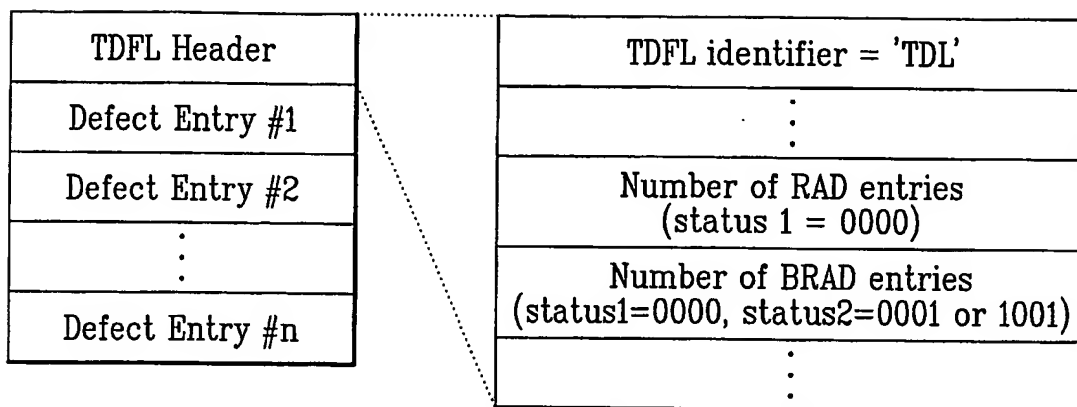 TDFL Header
Defect Entry #1
Defect Entry #2
⋮
Defect Entry #n
TDFL identifier = 'TDL'
⋮
Number of RAD entries
(status 1 = 0000)
Number of BRAD entries
(status1=0000, status2=0001 or 1001)
⋮